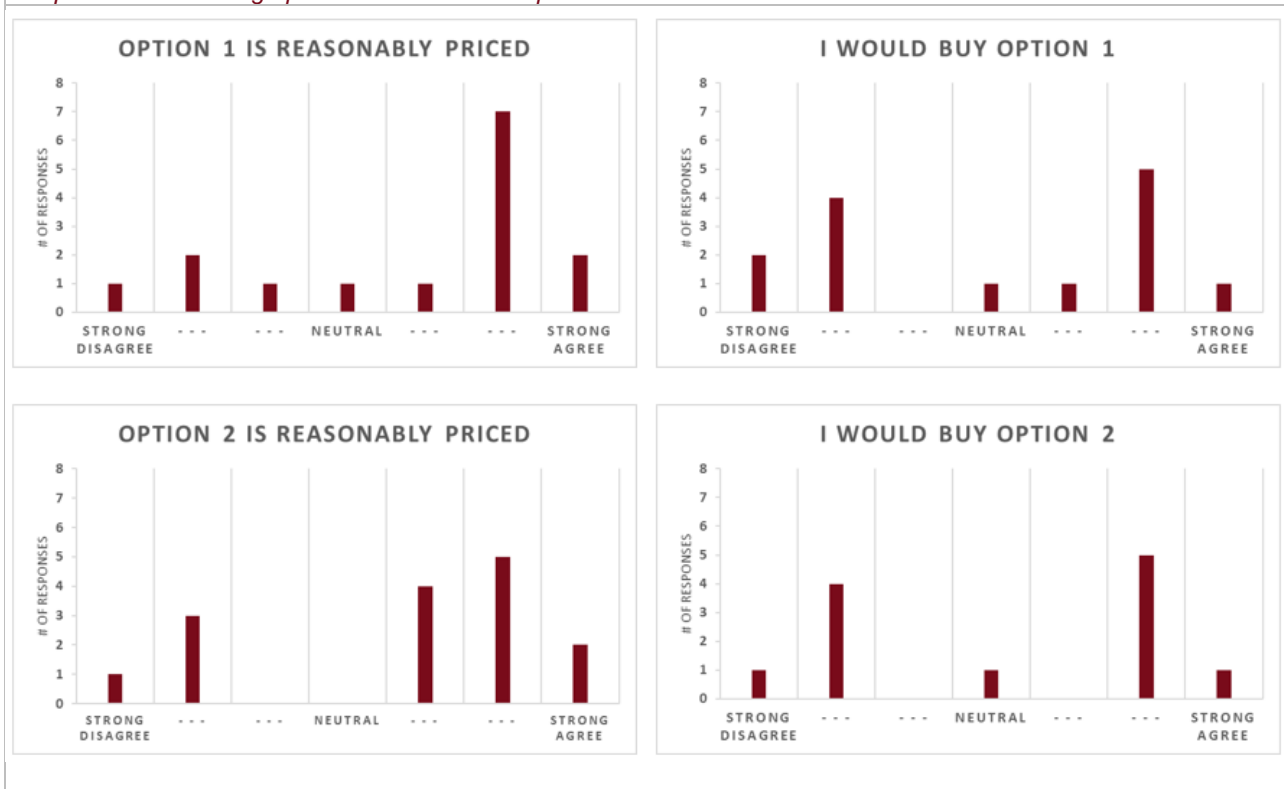 OPTION 1 IS REASONABLY PRICED
8
7
6
5
4
3
2
1
0
# OF RESPONSES
STRONG DISAGREE
- - -
- - -
NEUTRAL
- - -
- - -
STRONG AGREE
I WOULD BUY OPTION 1
8
7
6
5
4
3
2
1
0
# OF RESPONSES
STRONG DISAGREE
- - -
- - -
NEUTRAL
- - -
- - -
STRONG AGREE
OPTION 2 IS REASONABLY PRICED
8
7
6
5
4
3
2
1
0
# OF RESPONSES
STRONG DISAGREE
- - -
- - -
NEUTRAL
- - -
- - -
STRONG AGREE
I WOULD BUY OPTION 2
8
7
6
5
4
3
2
1
0
# OF RESPONSES
STRONG DISAGREE
- - -
- - -
NEUTRAL
- - -
- - -
STRONG AGREE